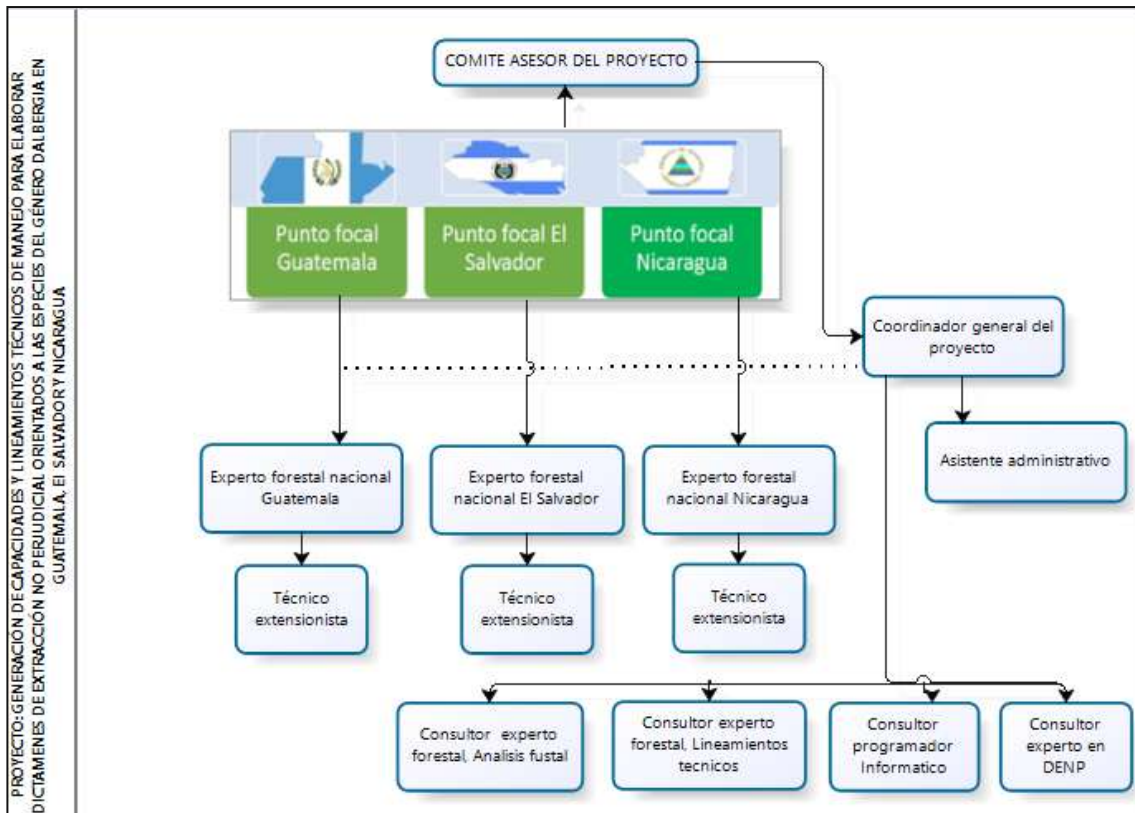 PROYECTO: GENERACIÓN DE CAPACIDADES Y LINEAMIENTOS TÉCNICOS DE MANEJO PARA ELABORAR
DICTAMENES DE EXTRACCIÓN NO PERJUDICIAL ORIENTADOS A LAS ESPECIES DEL GÉNERO DALBERGIA EN
GUATEMALA, El SALVADOR Y NICARAGUA
COMITE ASESOR DEL PROYECTO
Punto focal
Guatemala
Punto focal El
Salvador
Punto focal
Nicaragua
Coordinador general del
proyecto
Asistente administrativo
Experto forestal nacional
Guatemala
Experto forestal
nacional El Salvador
Experto forestal
nacional Nicaragua
Técnico
extensionista
Técnico
extensionista
Técnico
extensionista
Consultor experto
forestal, Analisis fustal
Consultor experto
forestal, Lineamientos
tecnicos
Consultor
programador
Informatico
Consultor
experto en
DENP